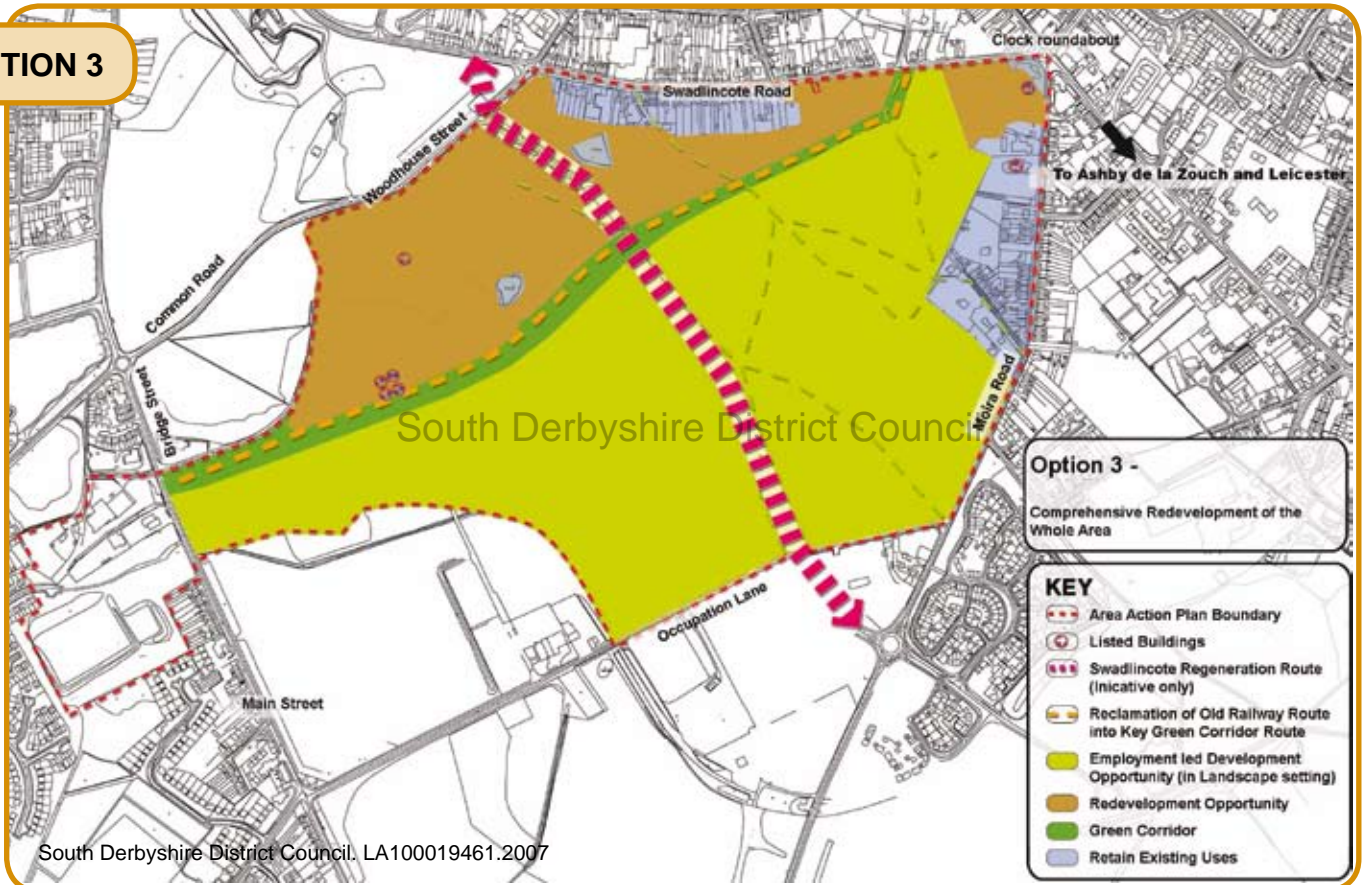 TION 3
Clock roundabout
Swadlincote Road
Woodhouse Street
To Ashby de la Zouch and Leicester
Common Road
Bridge Street
Moira Road
South Derbyshire District Council
Option 3 -
Comprehensive Redevelopment of the
Whole Area
Occupation Lane
Main Street
KEY
Area Action Plan Boundary
Listed Buildings
Swadlincote Regeneration Route
(Inicative only)
Reclamation of Old Railway Route
into Key Green Corridor Route
Employment led Development
Opportunity (in Landscape setting)
Redevelopment Opportunity
Green Corridor
Retain Existing Uses
South Derbyshire District Council. LA100019461.2007